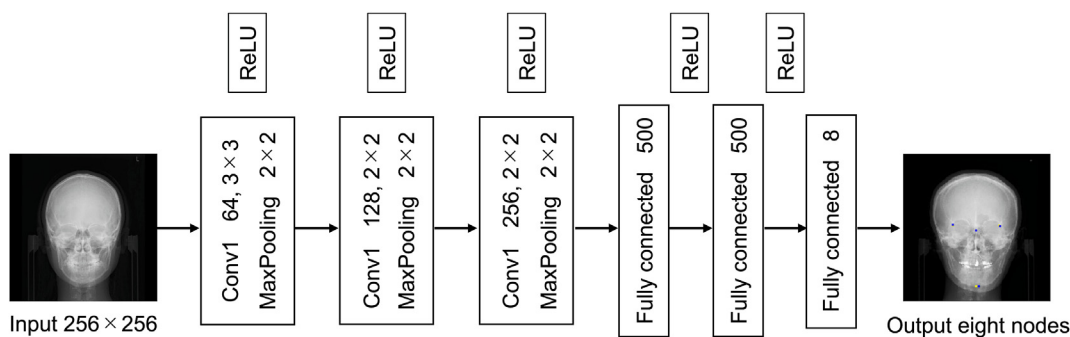 ReLU
ReLU
ReLU
ReLU
ReLU
Conv1 64, 3×3
MaxPooling 2×2
Conv1 128, 2×2
MaxPooling 2×2
Conv1 256, 2×2
MaxPooling 2×2
Fully connected 500
Fully connected 500
Fully connected 8
Input 256×256
Output eight nodes